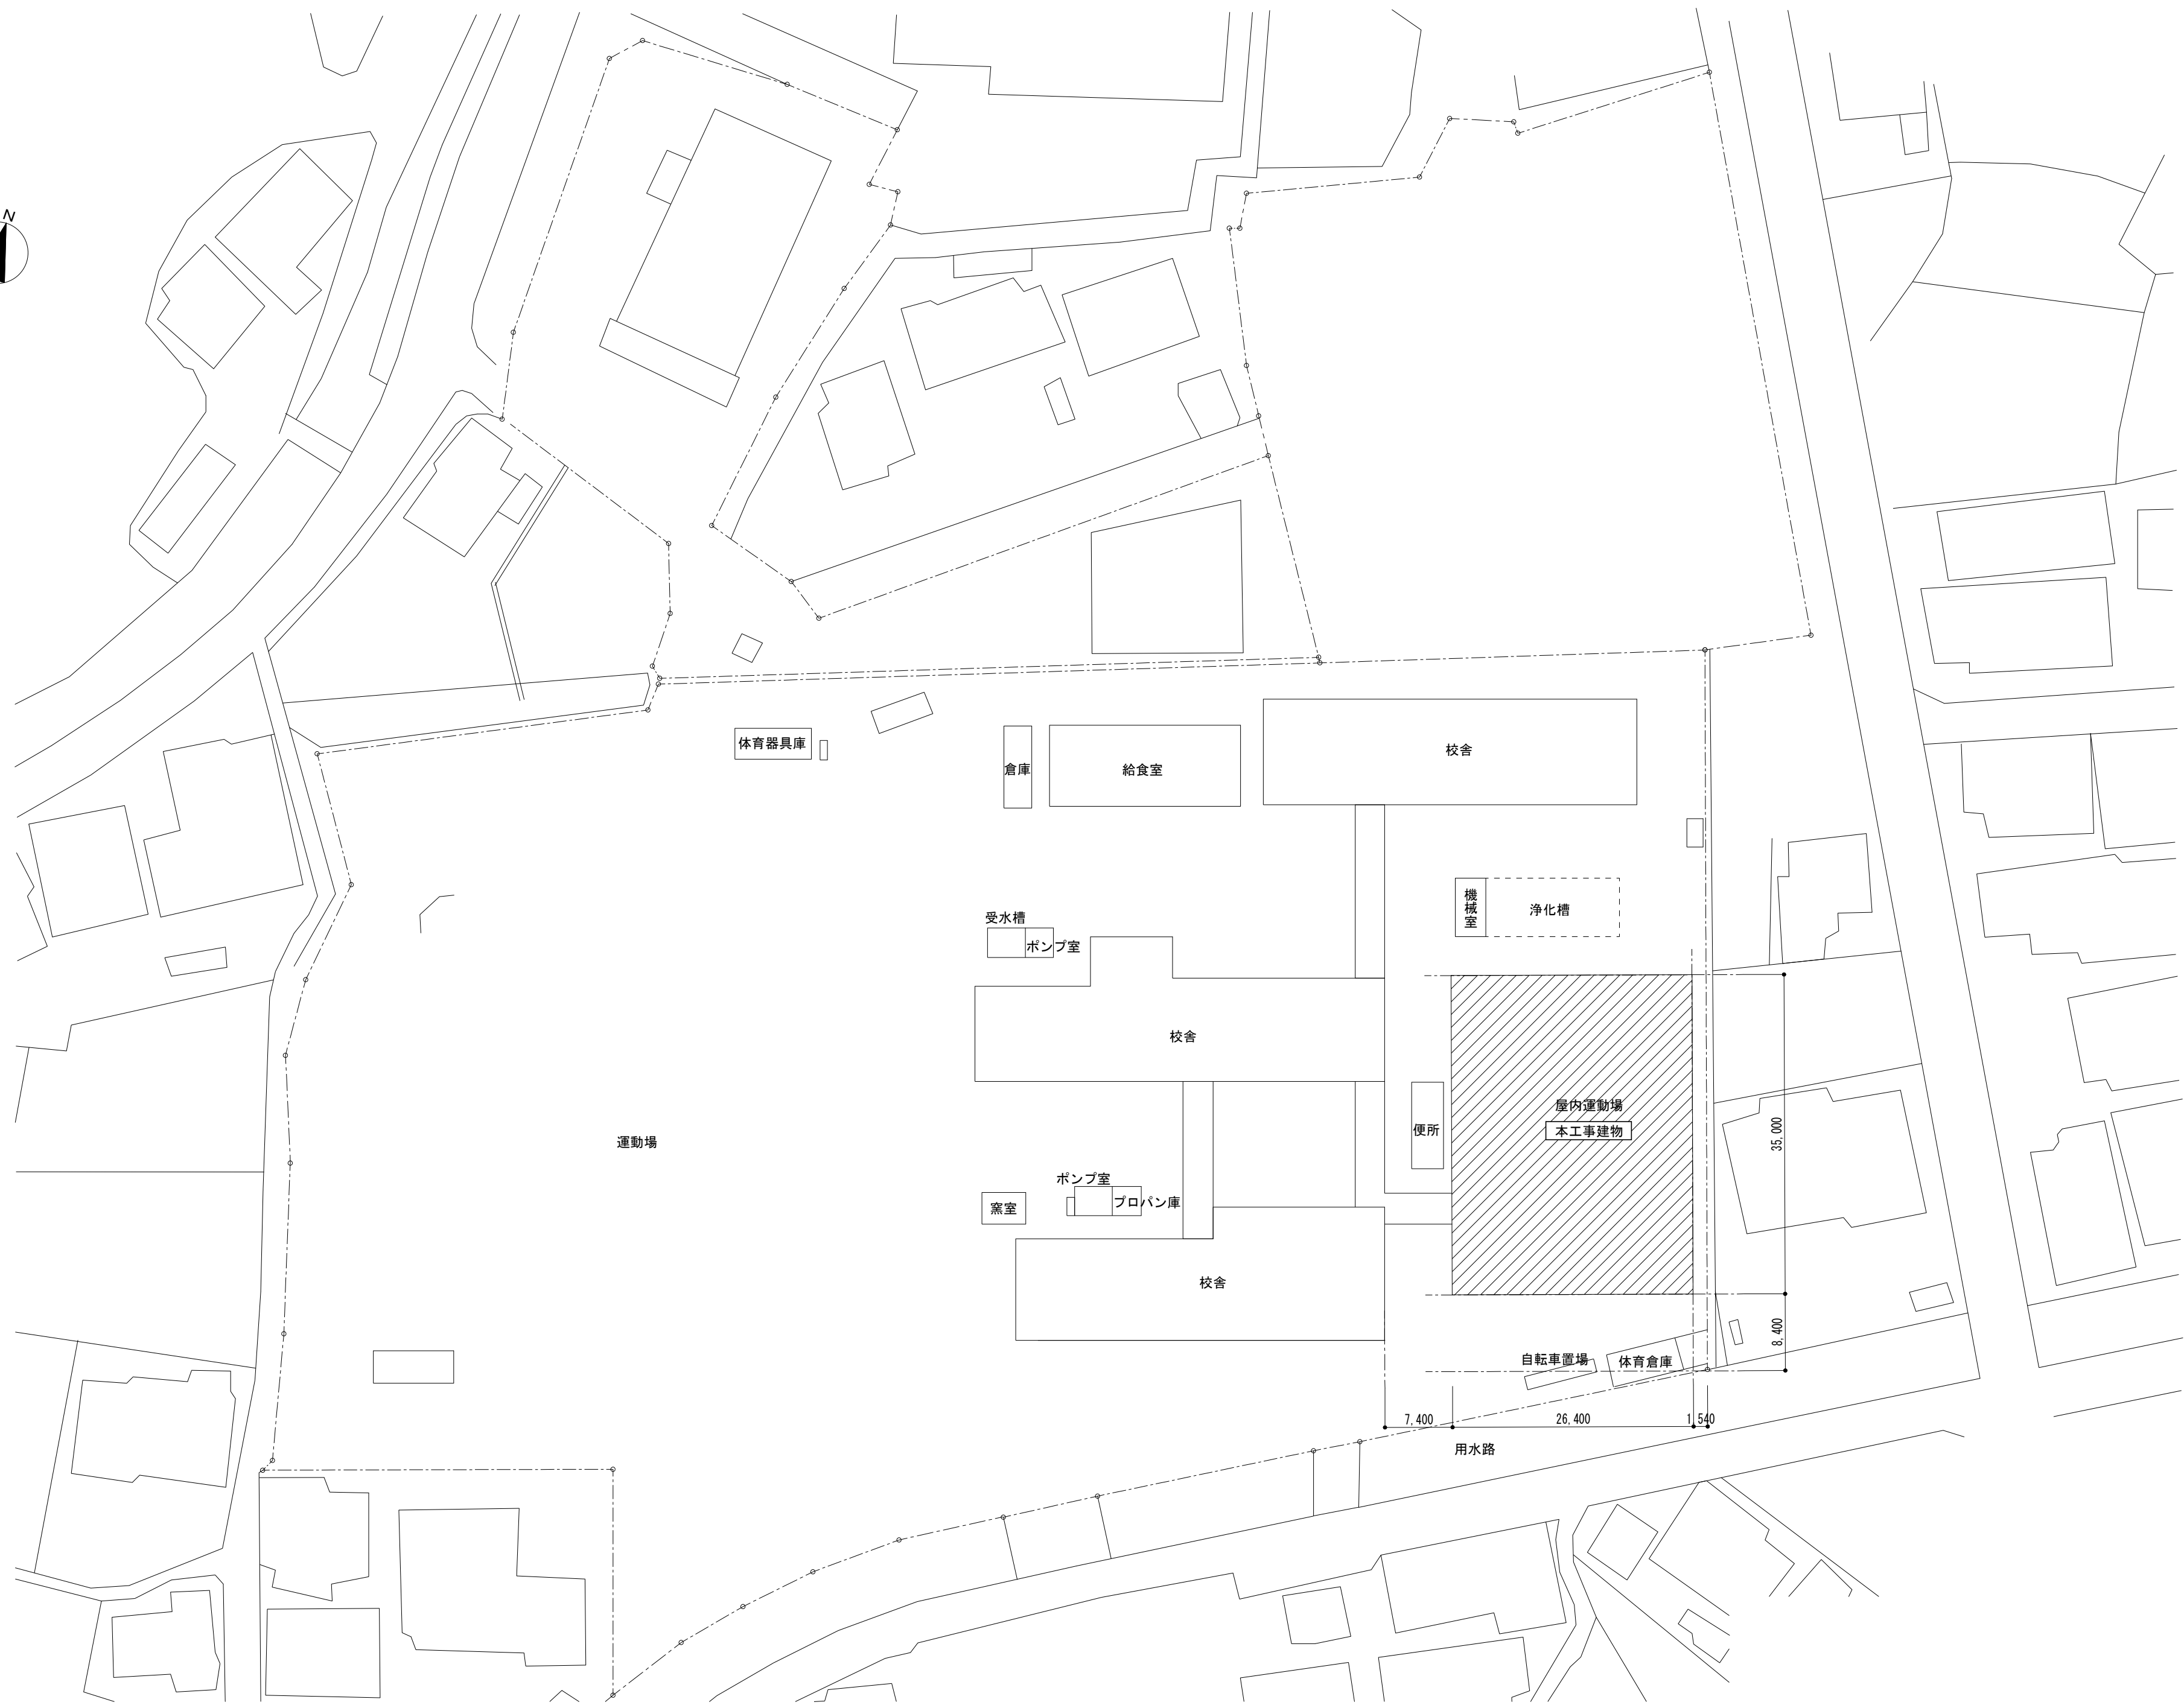 N
体育器具庫
倉庫
給食室
校舎
機械室
浄化槽
受水槽
ポンプ室
校舎
屋内運動場
本工事建物
便所
35,000
運動場
ポンプ室
プロパン庫
窯室
校舎
8,400
自転車置場
体育倉庫
7,400
26,400
1,540
用水路